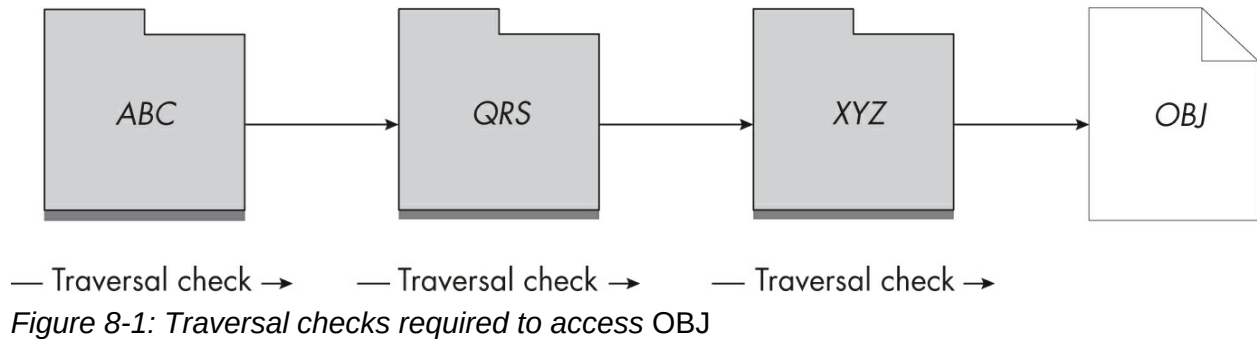 ABC QRS XYZ OBJ
— Traversal check → — Traversal check → — Traversal check →
Figure 8-1: Traversal checks required to access OBJ